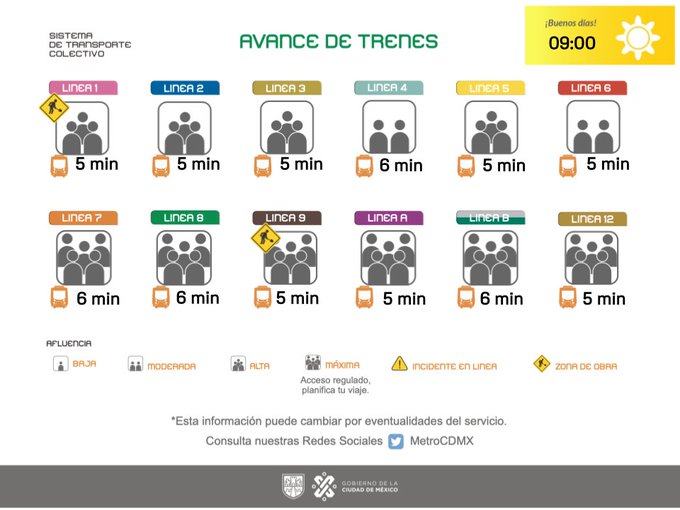 SISTEMA
DE TRANSPORTE
COLECTIVO
AVANCE DE TRENES
¡Buenos días!
09:00
LINEA 1
LINEA 2
LINEA 3
LINEA 4
LINEA 5
LINEA 6
5 min
5 min
5 min
6 min
5 min
5 min
LINEA 7
LINEA 8
LINEA 9
LINEA A
LINEA B
LINEA 12
6 min
6 min
5 min
5 min
6 min
5 min
AFLUENCIA
BAJA
MODERADA
ALTA
MÁXIMA
INCIDENTE EN LINEA
ZONA DE OBRA
Acceso regulado,
planifica tu viaje.
*Esta información puede cambiar por eventualidades del servicio.
Consulta nuestras Redes Sociales MetroCDMX
GOBIERNO DE LA
CIUDAD DE MÉXICO